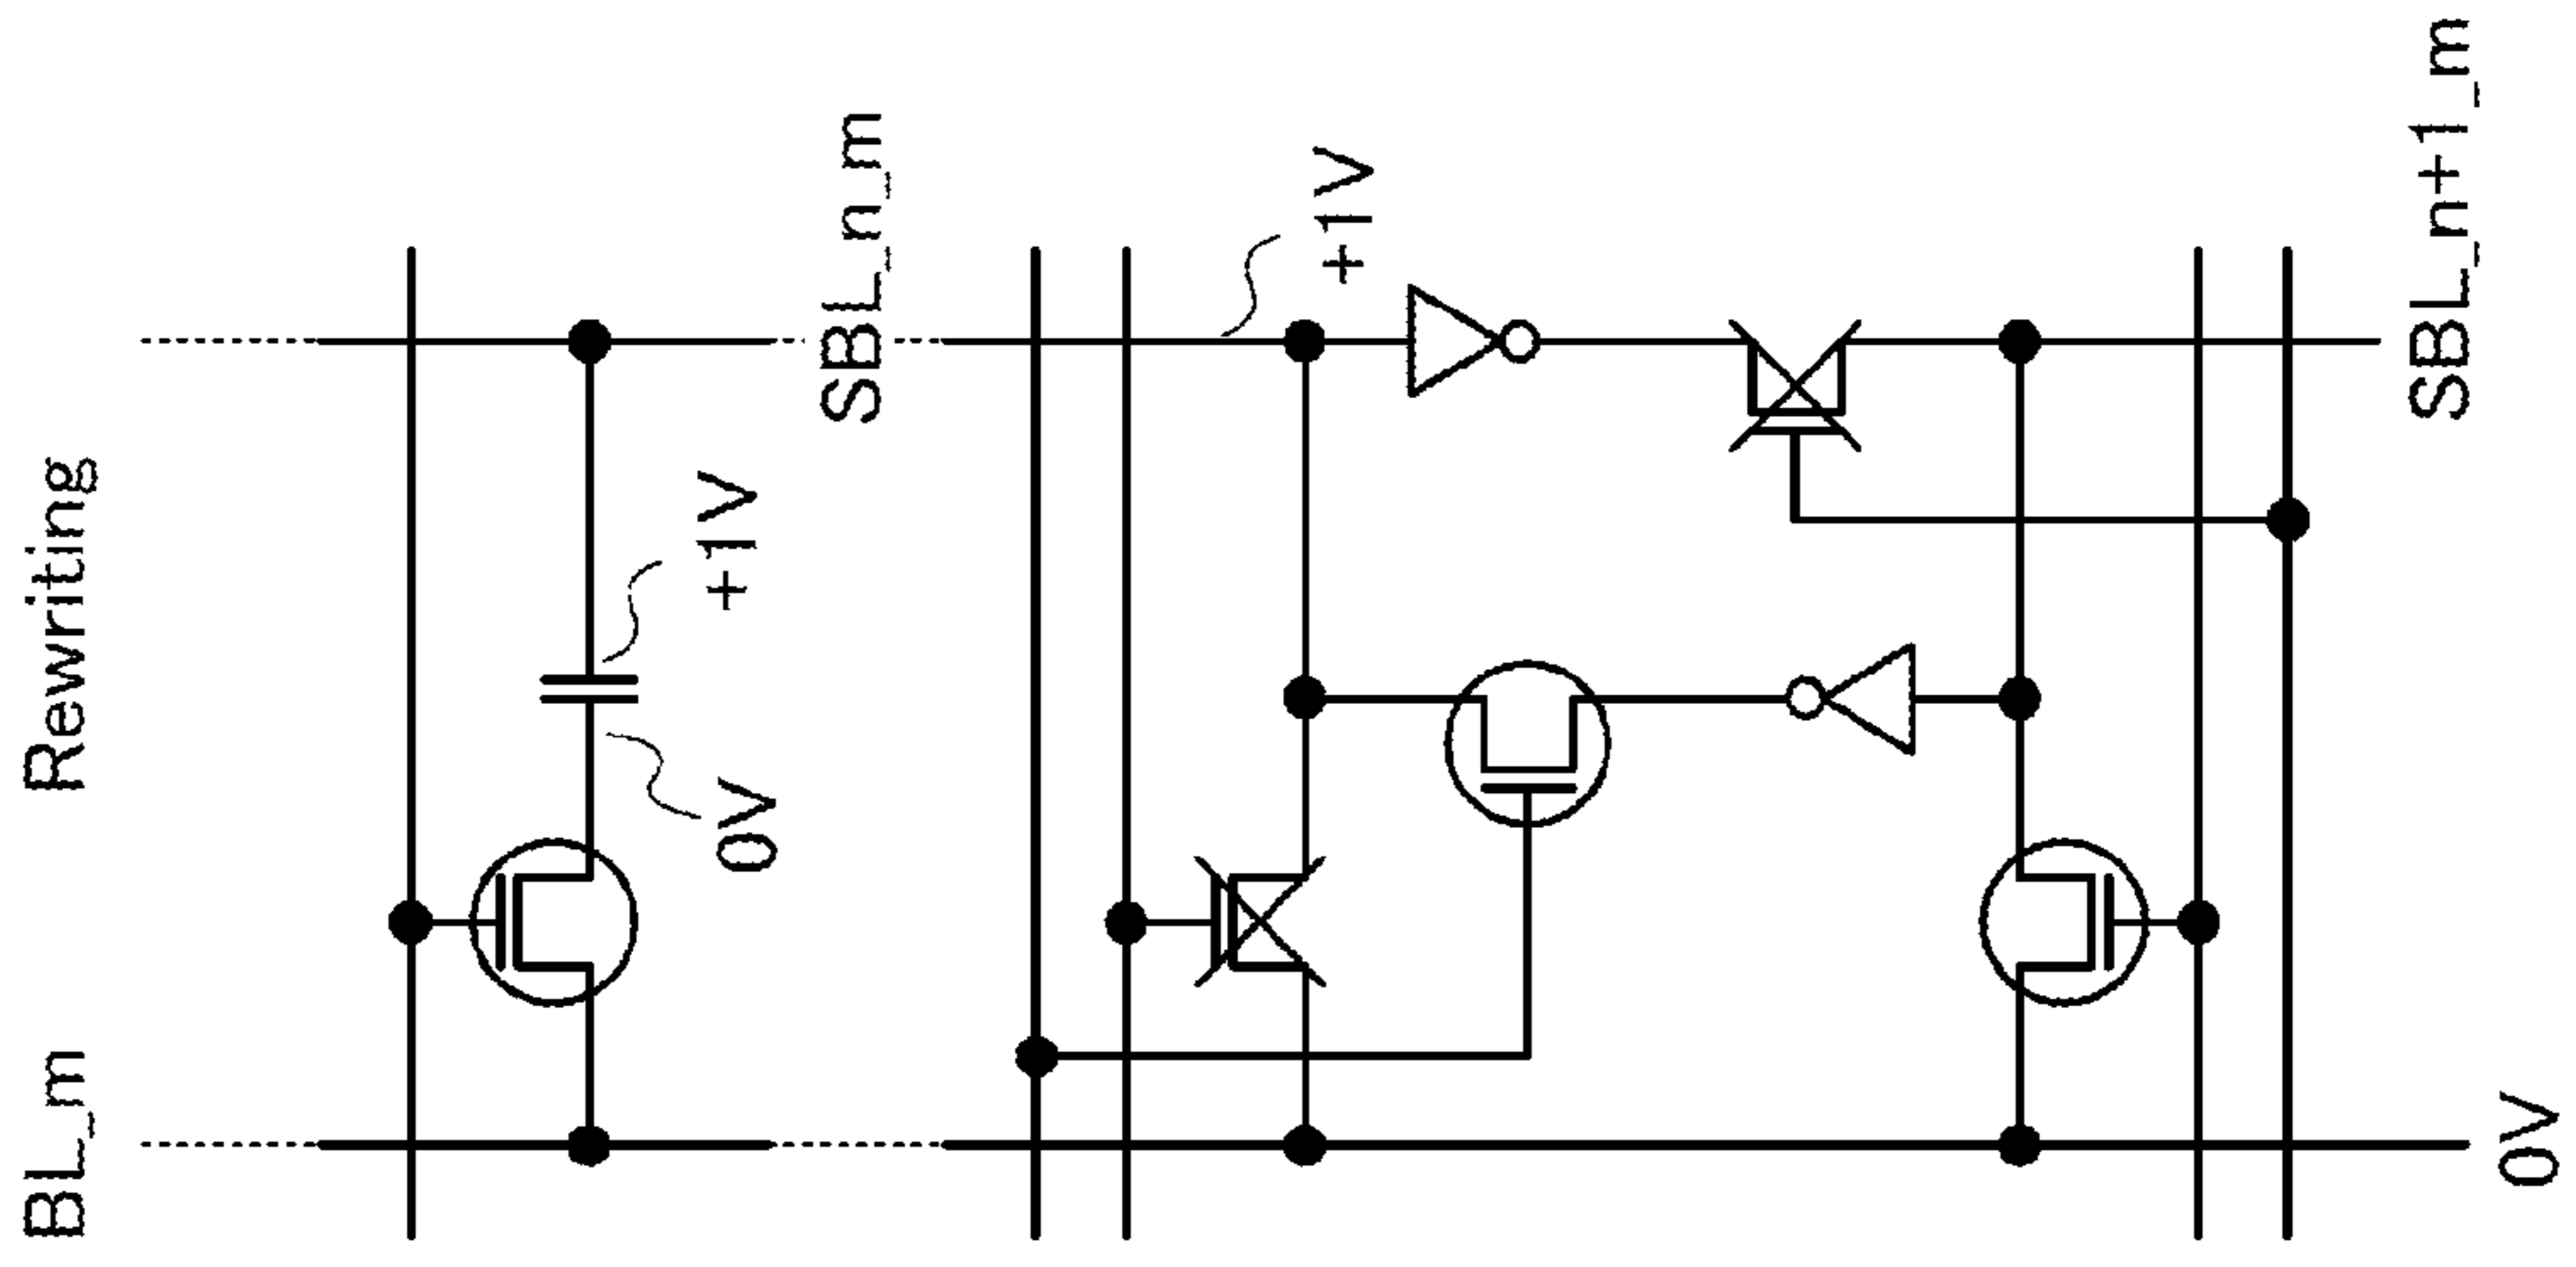 Rewriting
BL_m
SBL_n_m
+1V
0V
+1V
SBL_n+1_m
0V